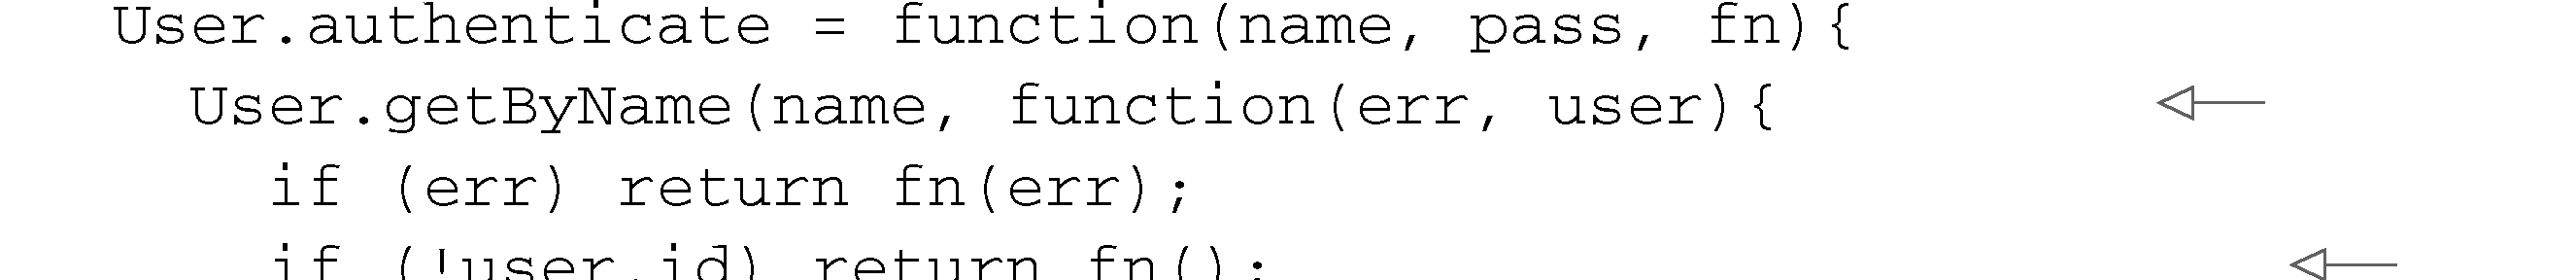 User.authenticate = function(name, pass, fn){
User.getByName(name, function(err, user){
if (err) return fn(err);
if (!user.id) return fn();